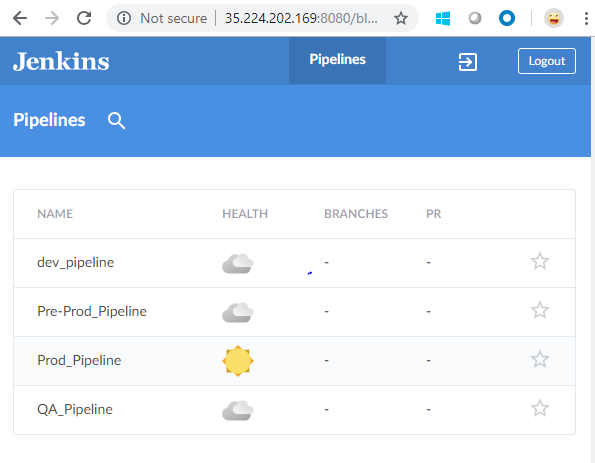 Not secure | 35.224.202.169:8080/bl...
Jenkins Pipelines Logout
Pipelines
NAME HEALTH BRANCHES PR
dev_pipeline - -
Pre-Prod_Pipeline - -
Prod_Pipeline - -
QA_Pipeline - -